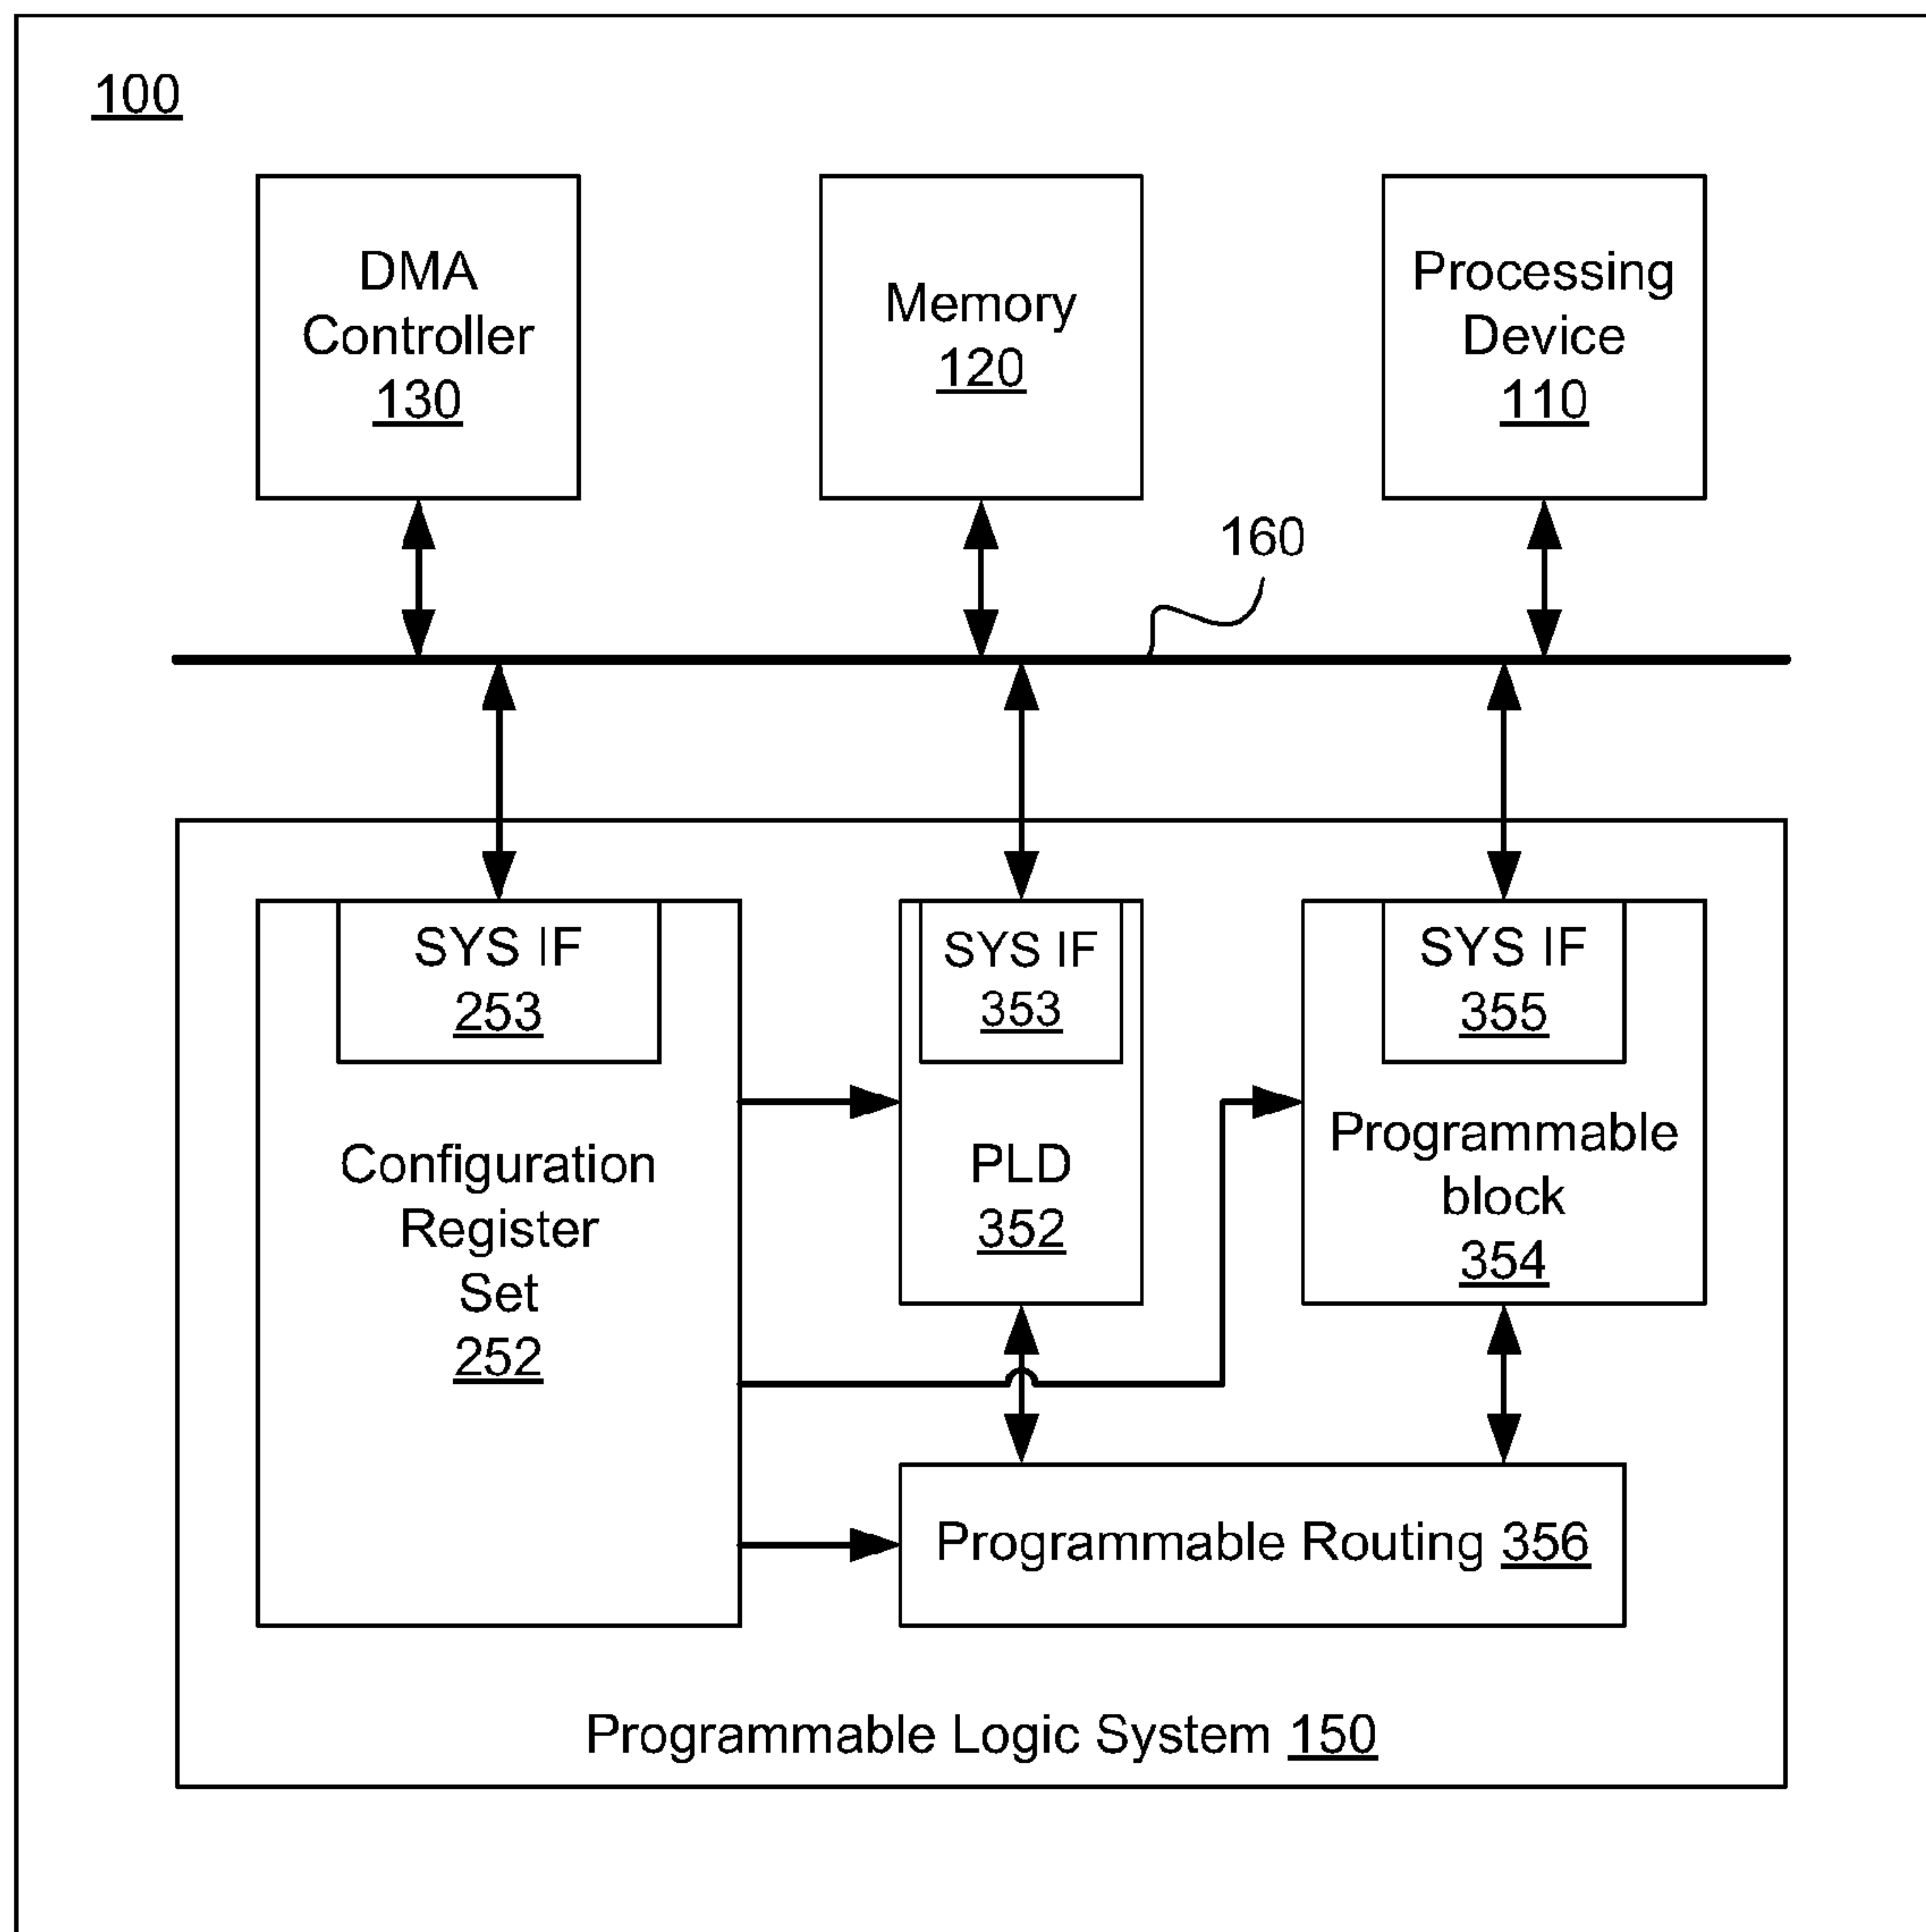 100
DMA
Controller
130
Memory
120
Processing
Device
110
160
SYS IF
253
Configuration
Register
Set
252
SYS IF
353
PLD
352
SYS IF
355
Programmable
block
354
Programmable Routing 356
Programmable Logic System 150